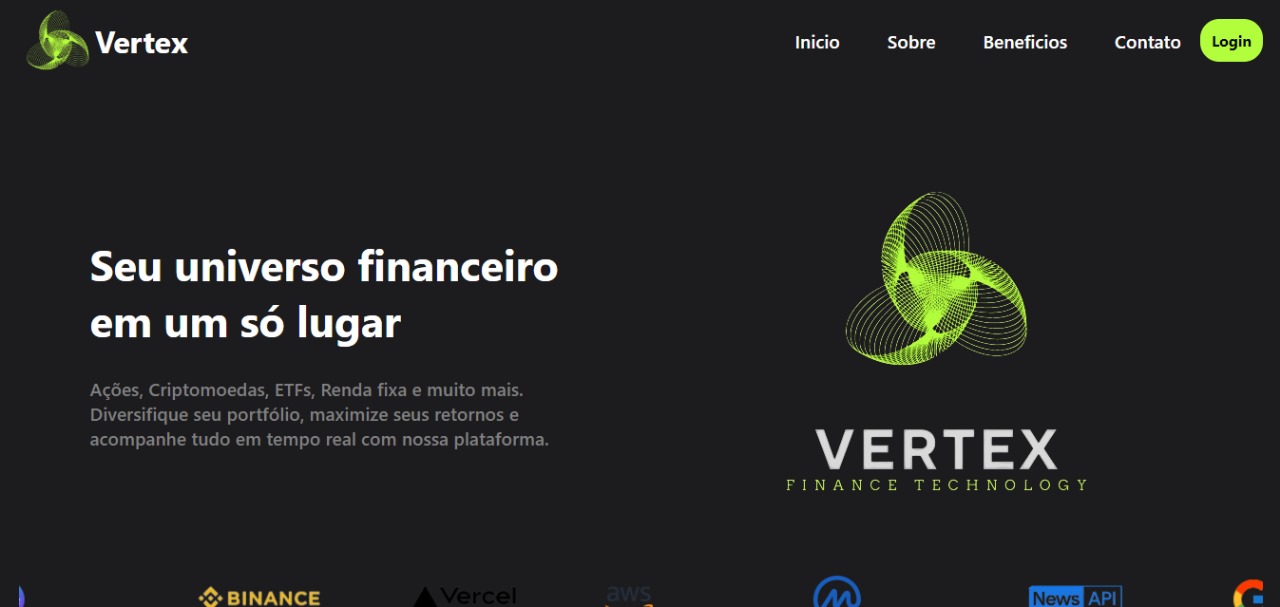 Vertex
Inicio
Sobre
Beneficios
Contato
Login
Seu universo financeiro
em um só lugar
Ações, Criptomoedas, ETFs, Renda fixa e muito mais.
Diversifique seu portfólio, maximize seus retornos e
acompanhe tudo em tempo real com nossa plataforma.
VERTEX
FINANCE TECHNOLOGY
BINANCE
Vercel
aws
News API